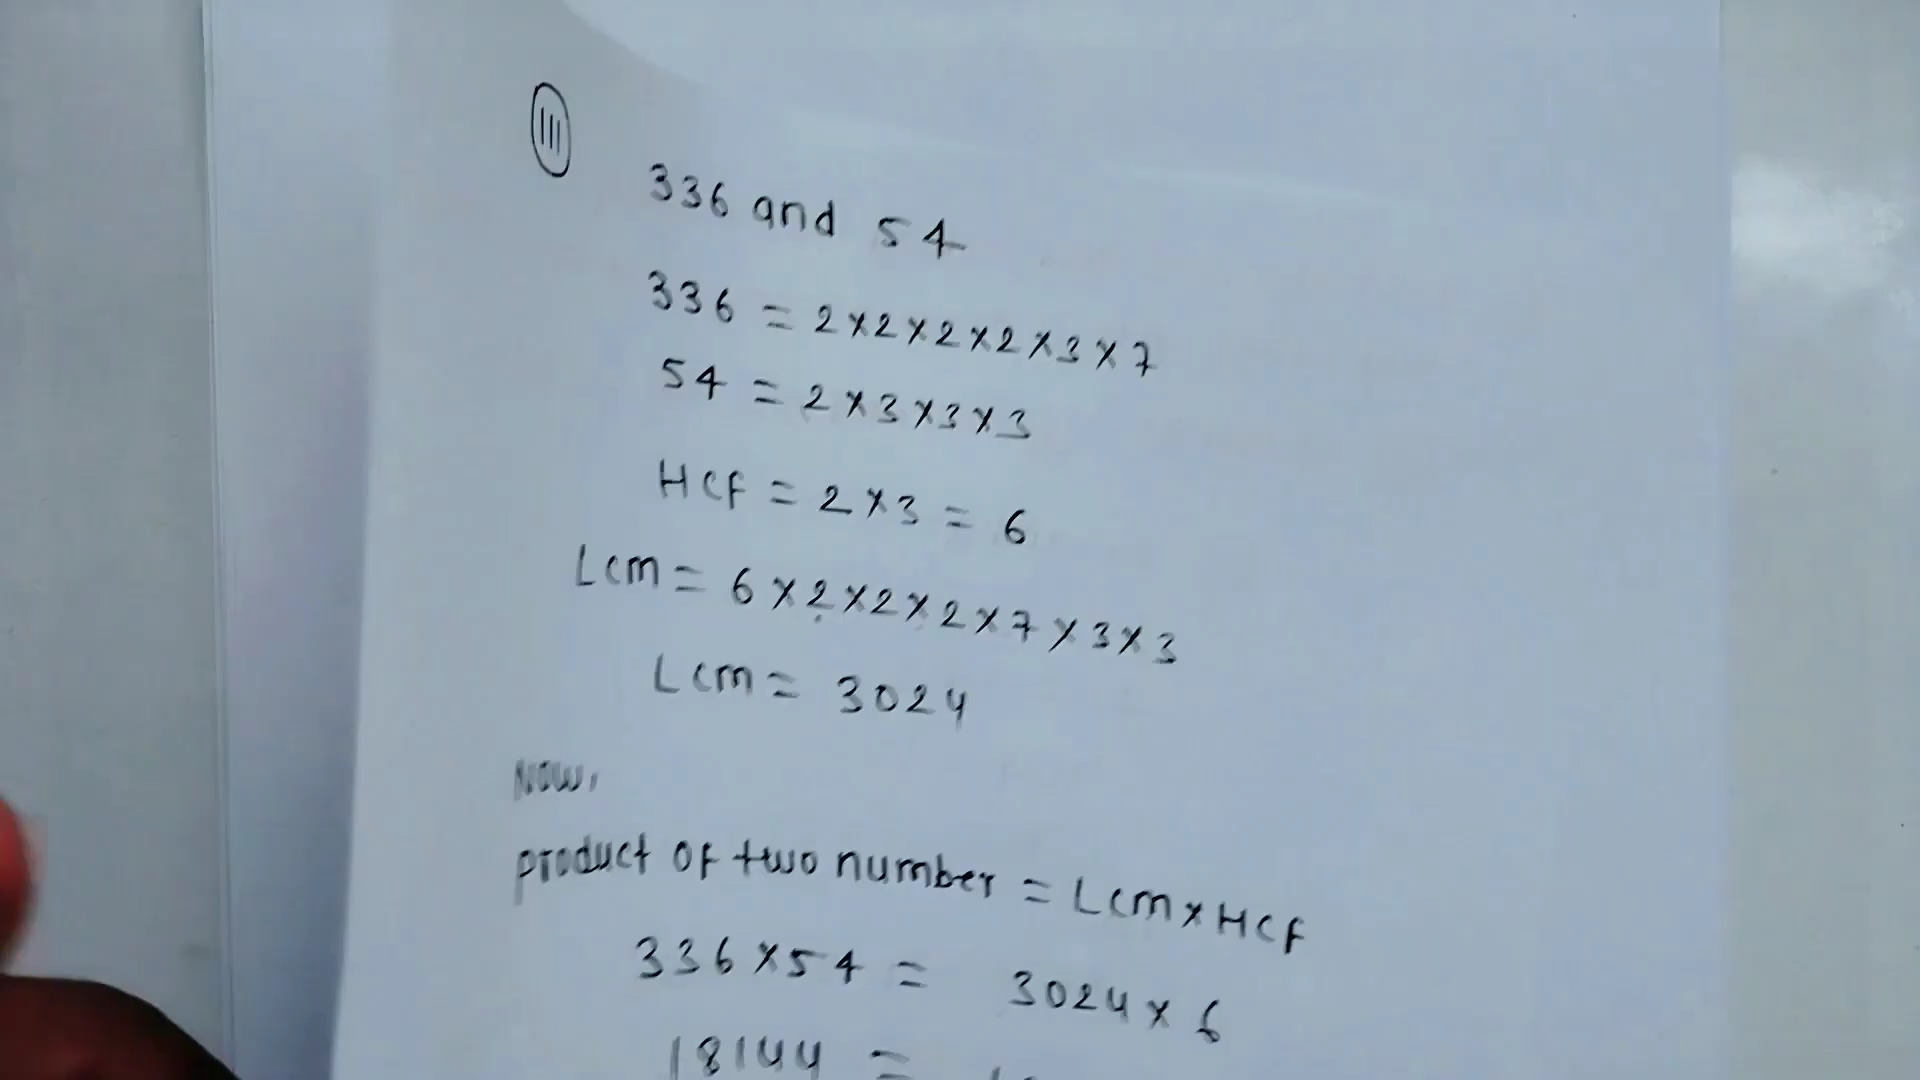 III
336 and 54
336 = 2×2×2×2×3×7
54 = 2×3×3×3
HCF = 2×3 = 6
Lcm = 6×2×2×2×7×3×3
Lcm = 3024
Now,
product of two number = Lcm×HCF
336×54 = 3024×6
18144 =